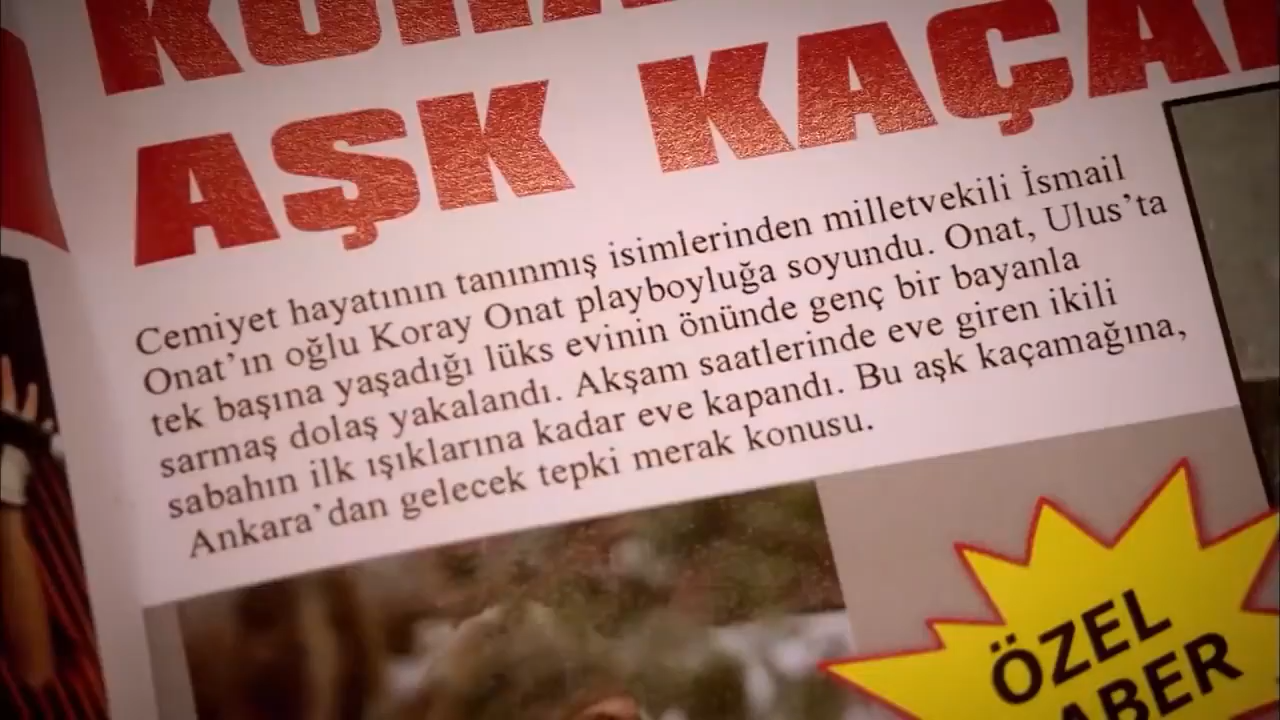 AŞK KAÇA
Cemiyet hayatının tanınmış isimlerinden milletvekili İsmail
Onat'ın oğlu Koray Onat playboyluğa soyundu. Onat, Ulus'ta
tek başına yaşadığı lüks evinin önünde genç bir bayanla
sarmaş dolaş yakalandı. Akşam saatlerinde eve giren ikili
sabahın ilk ışıklarına kadar eve kapandı. Bu aşk kaçamağına,
Ankara'dan gelecek tepki merak konusu.
ÖZEL
ABER